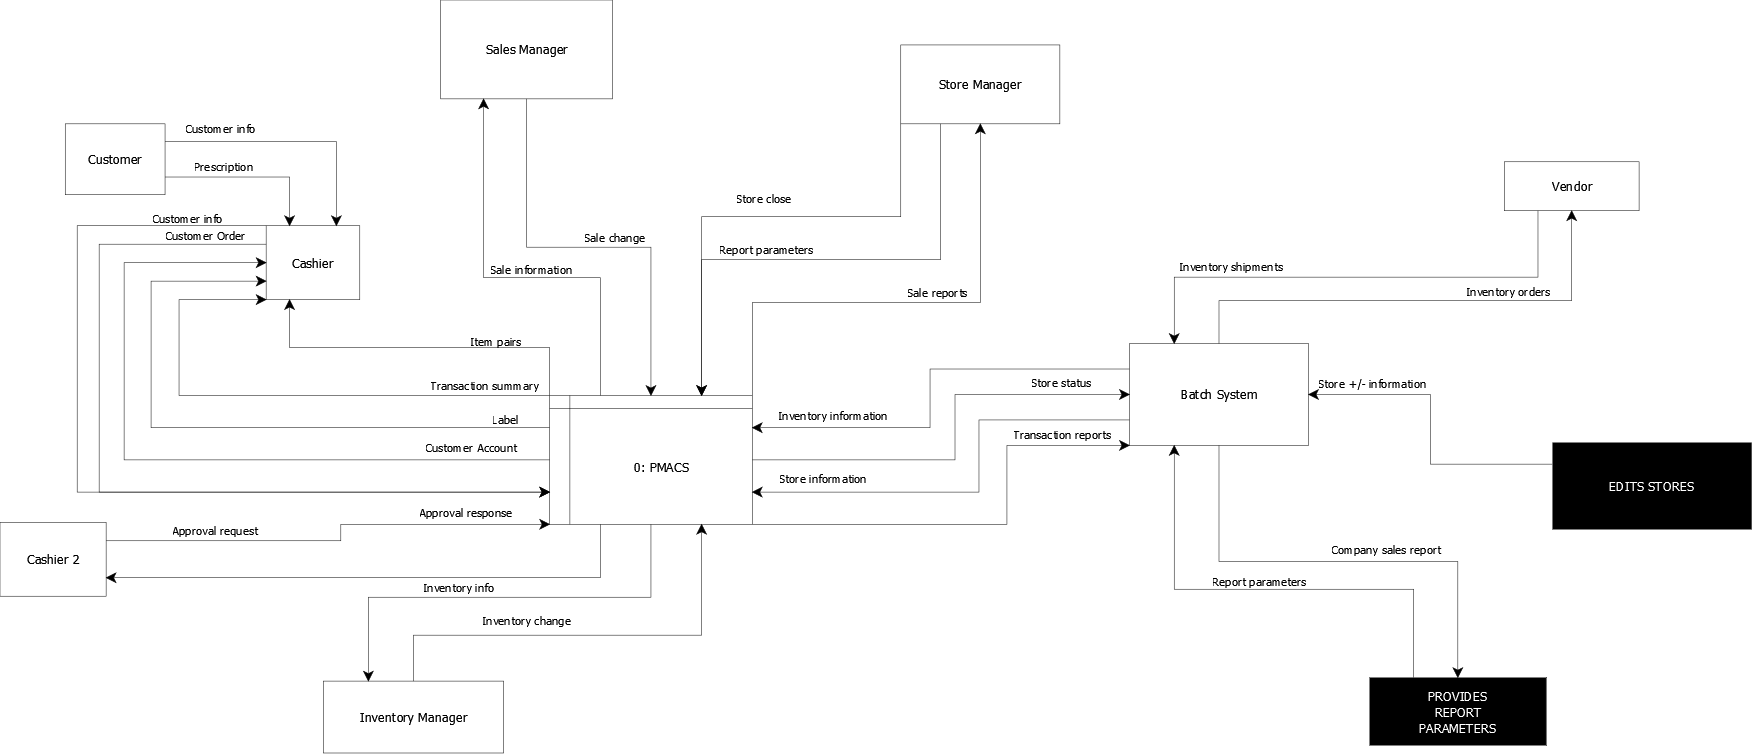 Sales Manager
Store Manager
Customer info
Customer
Prescription
Vendor
Store close
Customer info
Customer Order
Sale change
Report parameters
Cashier
Sale information
Inventory shipments
Sale reports
Inventory orders
Item pairs
Transaction summary
Store status
Store +/- information
Batch System
Label
Inventory information
Transaction reports
Customer Account
0: PMACS
Store information
EDITS STORES
Approval response
Approval request
Company sales report
Cashier 2
Inventory info
Report parameters
Inventory change
PROVIDES
REPORT
PARAMETERS
Inventory Manager